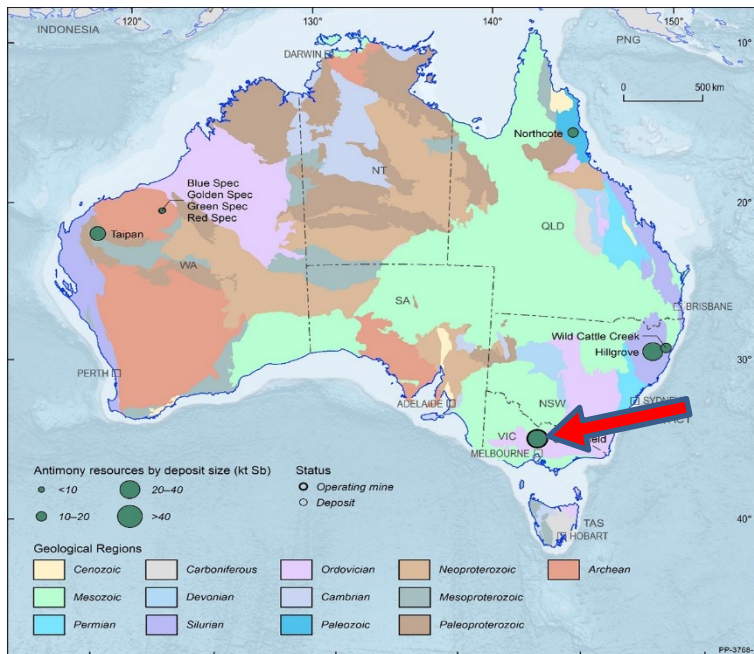 INDONESIA
120°
130°
140°
150°
PNG
10°
DARWIN
0 500 km
Northcote
Blue Spec
Golden Spec
Green Spec
Red Spec
NT
20°
Taipan
QLD
WA
SA
BRISBANE
Wild Cattle Creek
Hillgrove
30°
PERTH
ADELAIDE
NSW
SYDNEY
VIC
MELBOURNE
Antimony resources by deposit size (kt Sb)
<10
20–40
10–20
>40
Status
Operating mine
Deposit
TAS
HOBART
40°
Geological Regions
Cenozoic
Carboniferous
Ordovician
Neoproterozoic
Archean
Mesozoic
Devonian
Cambrian
Mesoproterozoic
Permian
Silurian
Paleozoic
Paleoproterozoic
PP-3768